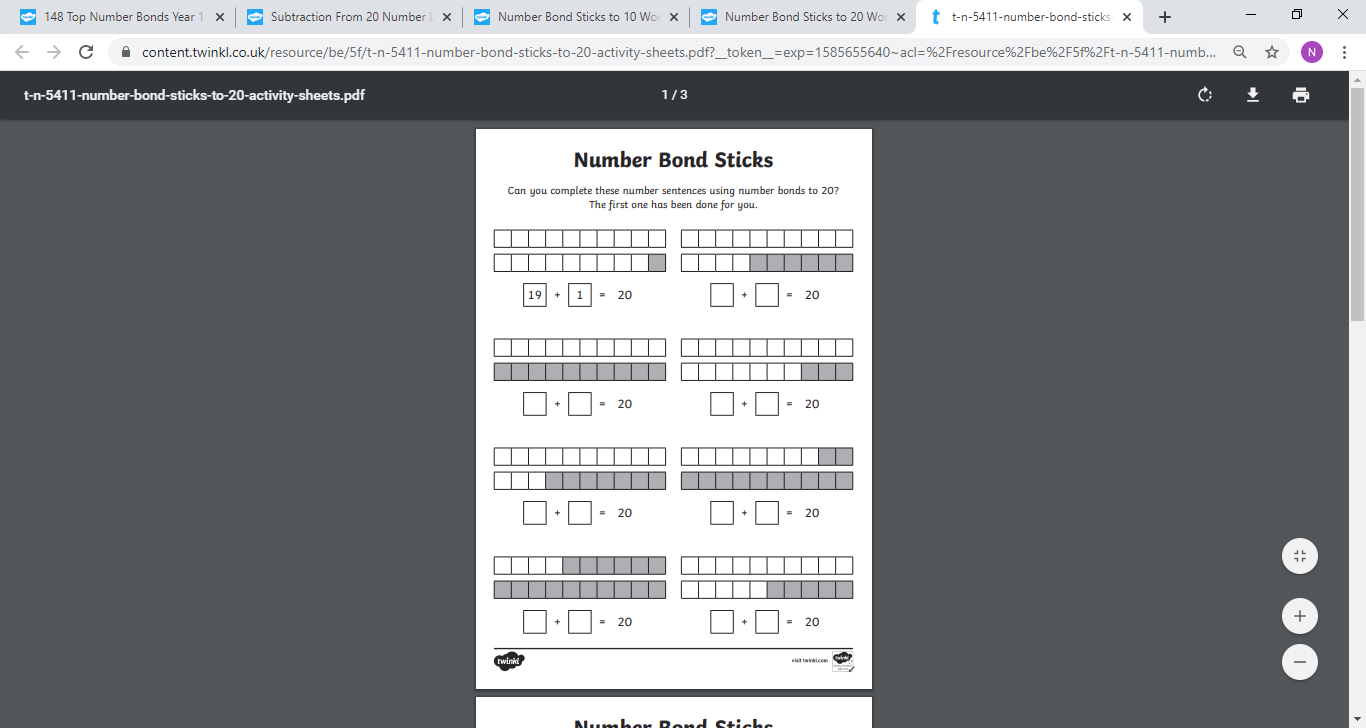 148 Top Number Bonds Year 1
Subtraction From 20 Number L
Number Bond Sticks to 10 Wor
Number Bond Sticks to 20 Wor
t-n-5411-number-bond-sticks-
content.twinkl.co.uk/resource/be/5f/t-n-5411-number-bond-sticks-to-20-activity-sheets.pdf?__token__=exp=1585655640~acl=%2Fresource%2Fbe%2F5f%2Ft-n-5411-numb...
N
t-n-5411-number-bond-sticks-to-20-activity-sheets.pdf
1 / 3
Number Bond Sticks
Can you complete these number sentences using number bonds to 20?
The first one has been done for you.
19 + 1 = 20
+ = 20
+ = 20
+ = 20
+ = 20
+ = 20
+ = 20
+ = 20
twinkl
visit twinkl.com
twinkl
Number Bond Sticks